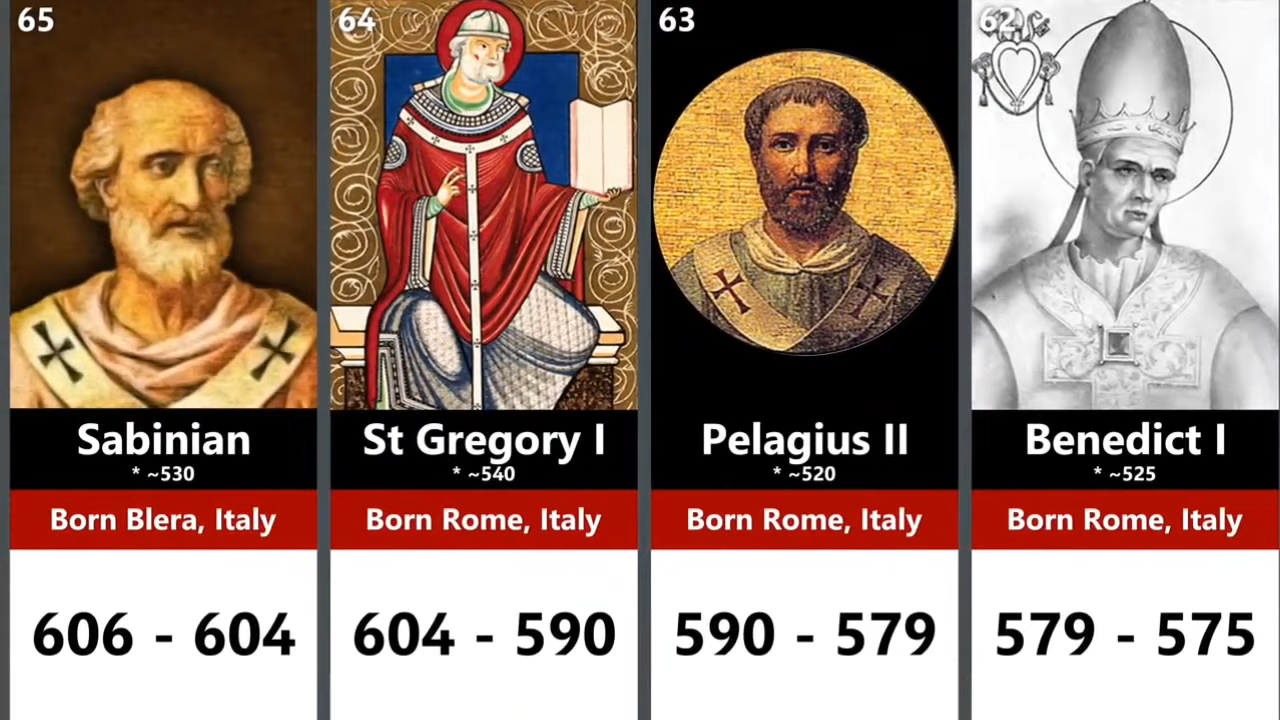 65
Sabinian
* ~530
Born Blera, Italy
606 - 604
64
St Gregory I
* ~540
Born Rome, Italy
604 - 590
63
Pelagius II
* ~520
Born Rome, Italy
590 - 579
62
Benedict I
* ~525
Born Rome, Italy
579 - 575